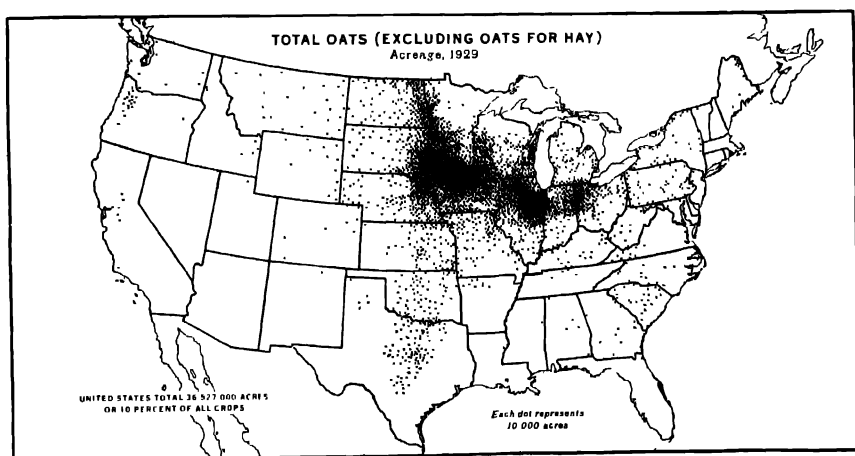 TOTAL OATS (EXCLUDING OATS FOR HAY)
Acreage, 1929
UNITED STATES TOTAL 36 527 000 ACRES
OR 10 PERCENT OF ALL CROPS
Each dot represents
10 000 acres